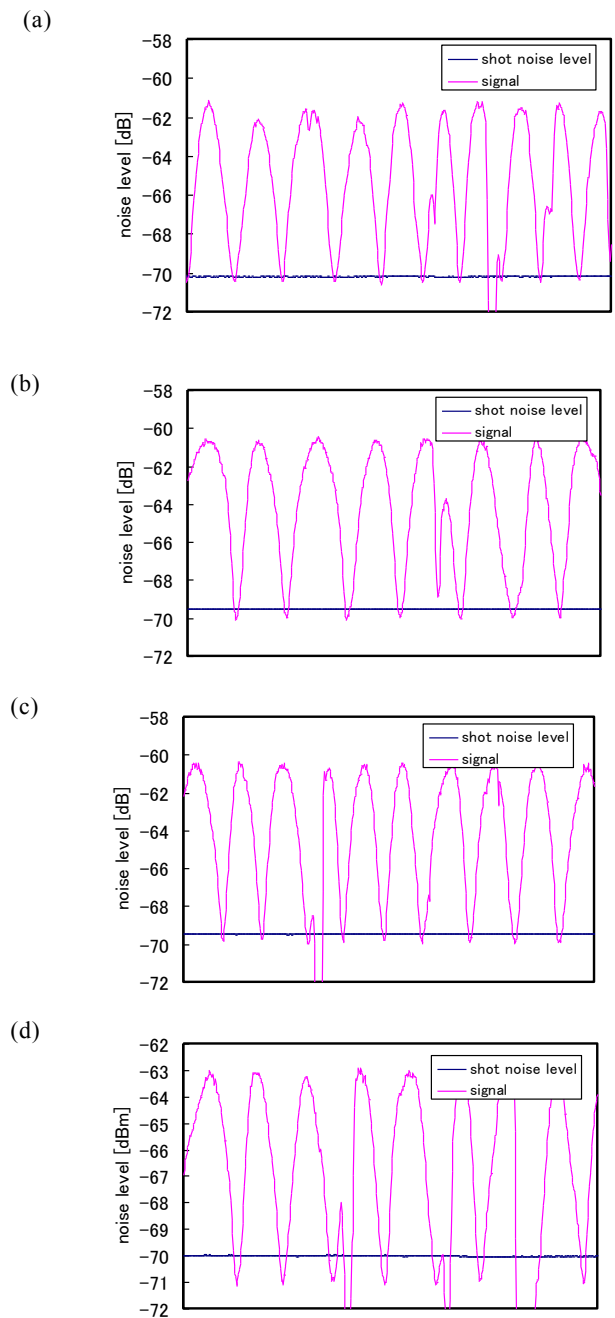 (a)
-58
-60
-62
-64
-66
-68
-70
-72
noise level [dB]
shot noise level
signal
(b)
-58
-60
-62
-64
-66
-68
-70
-72
noise level [dB]
shot noise level
signal
(c)
-58
-60
-62
-64
-66
-68
-70
-72
noise level [dB]
shot noise level
signal
(d)
-62
-63
-64
-65
-66
-67
-68
-69
-70
-71
-72
noise level [dBm]
shot noise level
signal